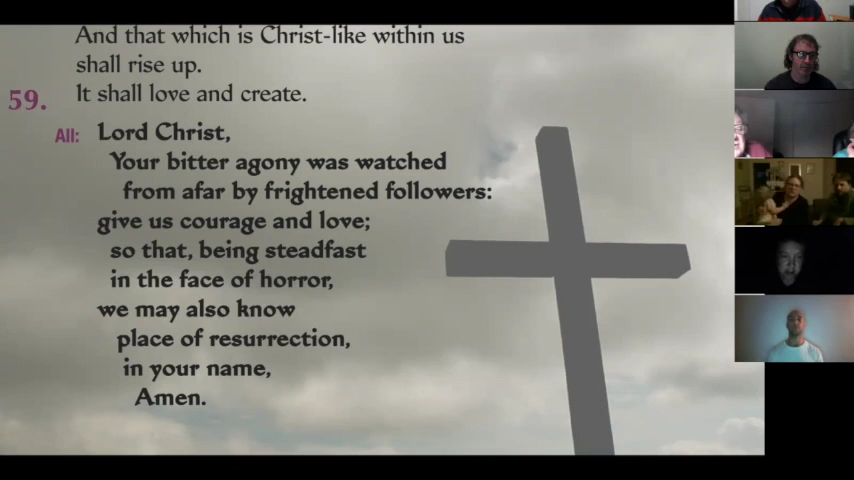 And that which is Christ-like within us
shall rise up.
59. It shall love and create.
All: Lord Christ,
Your bitter agony was watched
from afar by frightened followers:
give us courage and love;
so that, being steadfast
in the face of horror,
we may also know
place of resurrection,
in your name,
Amen.